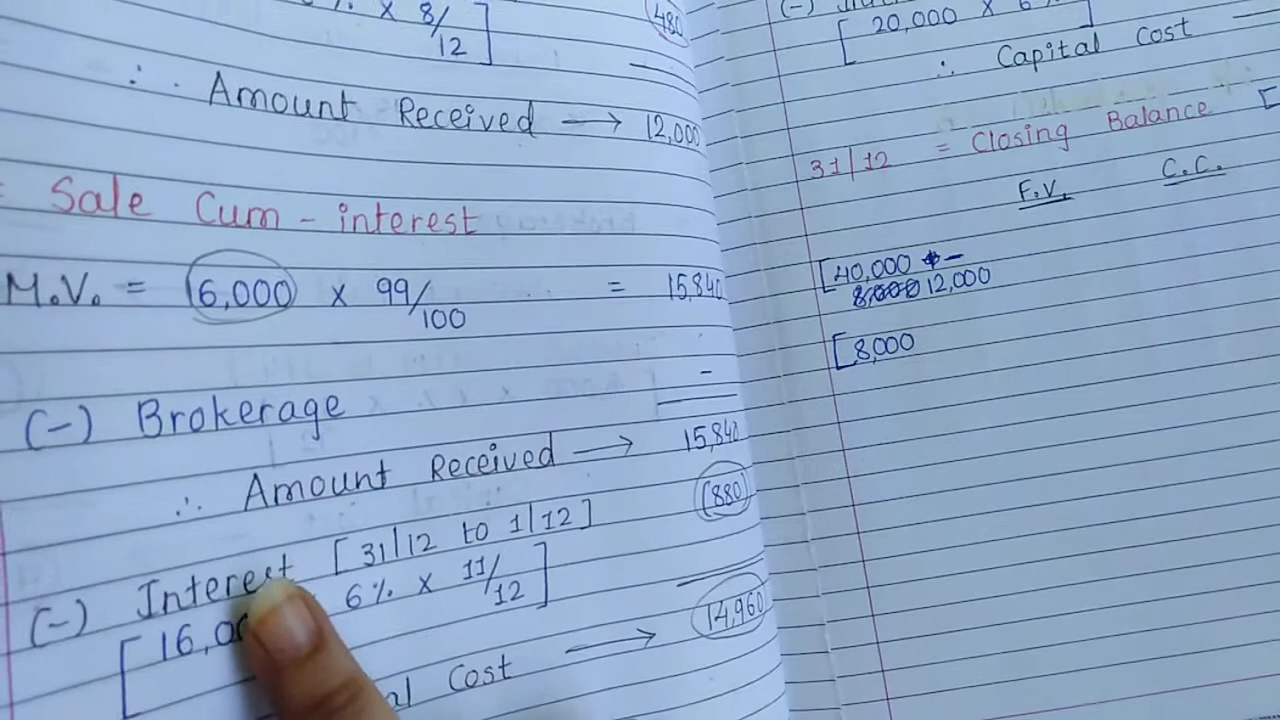 × 8/12] (480)
∴ Amount Received → 12,000
= Sale Cum-interest
M.V. = 16,000 × 99/100 = 15,840
(-) Brokerage -
∴ Amount Received → 15,840
(-) Interest [31/12 to 1/12] (880)
[16,0 6% × 11/12]
al Cost → 14,960
(-)
[20,000 × 6
∴ Capital Cost
31/12 = Closing Balance [
F.V. C.C.
[40,000 -
8,000 12,000
[8,000